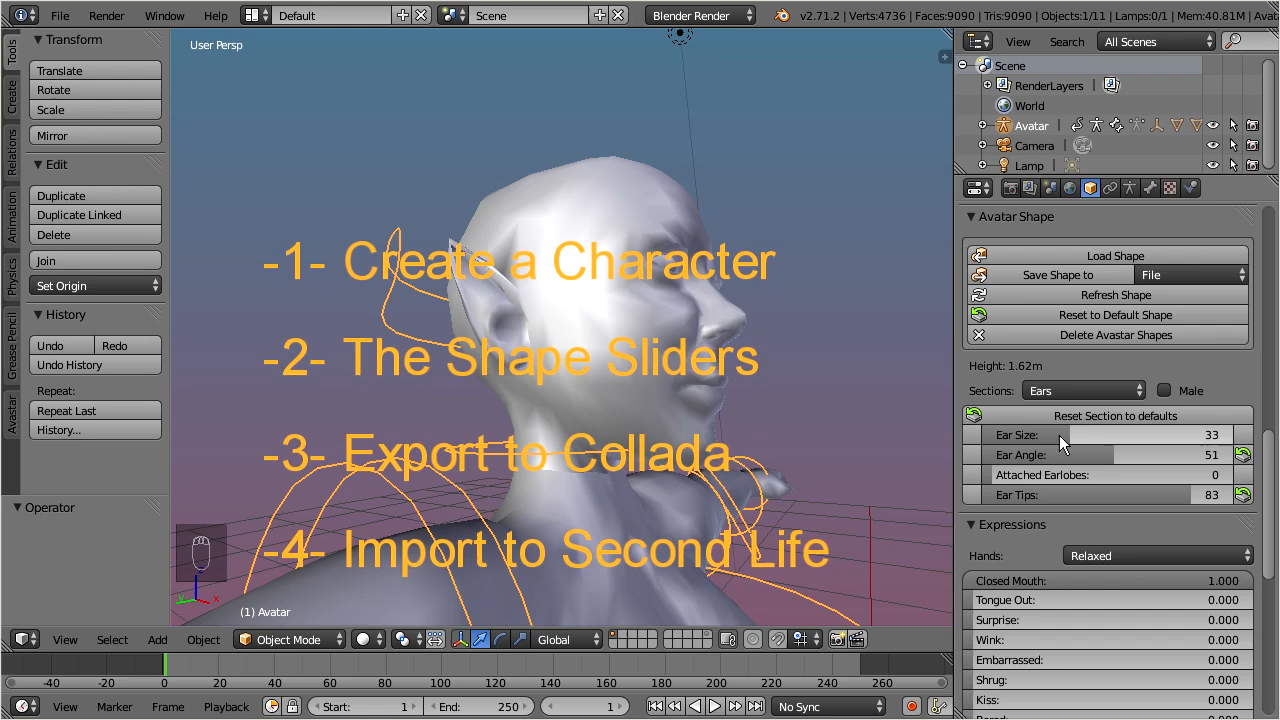 File Render Window Help Default Scene Blender Render v2.71.2 | Verts:4736 | Faces:9090 | Tris:9090 | Objects:1/11 | Lamps:0/1 | Mem:40.81M | Avat
Tools
Create
Relations
Animation
Physics
Grease Pencil
Avastar
Transform
Translate
Rotate
Scale
Mirror
Edit
Duplicate
Duplicate Linked
Delete
Join
Set Origin
History
Undo Redo
Undo History
Repeat:
Repeat Last
History...
Operator
User Persp
-1- Create a Character
-2- The Shape Sliders
-3- Export to Collada
-4- Import to Second Life
(1) Avatar
View Search All Scenes
Scene
RenderLayers |
World
Avatar |
Camera |
Lamp |
Avatar Shape
Load Shape
Save Shape to File
Refresh Shape
Reset to Default Shape
Delete Avastar Shapes
Height: 1.62m
Sections: Ears Male
Reset Section to defaults
Ear Size: 33
Ear Angle: 51
Attached Earlobes: 0
Ear Tips: 83
Expressions
Hands: Relaxed
Closed Mouth: 1.000
Tongue Out: 0.000
Surprise: 0.000
Wink: 0.000
Embarrassed: 0.000
Shrug: 0.000
Kiss: 0.000
View Select Add Object Object Mode Global
-40 -20 0 20 40 60 80 100 120 140 160 180 200 220 240 260
View Marker Frame Playback Start: 1 End: 250 1 No Sync